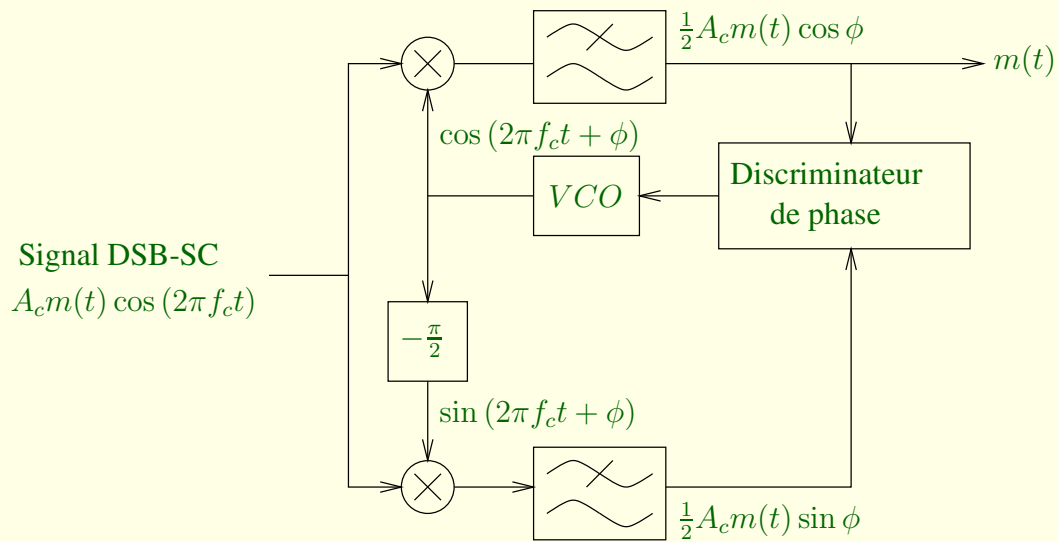 ½A_c m(t) cos ϕ
m(t)
cos (2πf_c t + ϕ)
VCO
Discriminateur
de phase
Signal DSB-SC
A_c m(t) cos (2πf_c t)
−π/2
sin (2πf_c t + ϕ)
½A_c m(t) sin ϕ